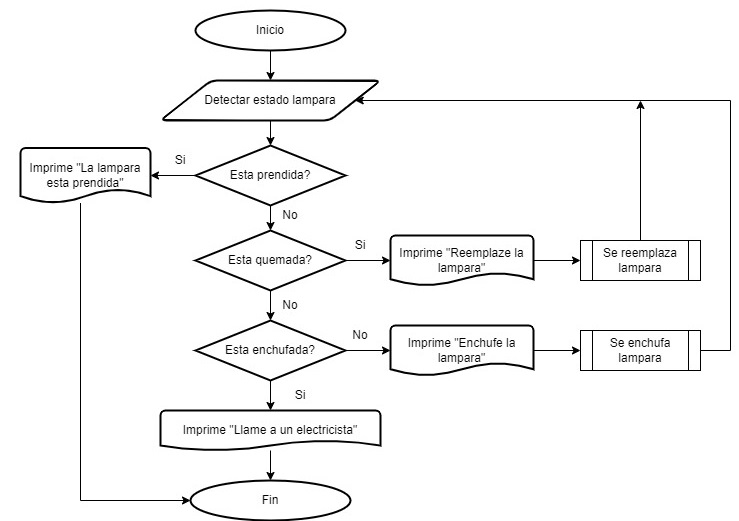 Inicio
Detectar estado lampara
Si
Imprime "La lampara
esta prendida"
Esta prendida?
No
Esta quemada?
Si
Imprime "Reemplaze la
lampara"
Se reemplaza
lampara
No
Esta enchufada?
No
Imprime "Enchufe la
lampara"
Se enchufa
lampara
Si
Imprime "Llame a un electricista"
Fin